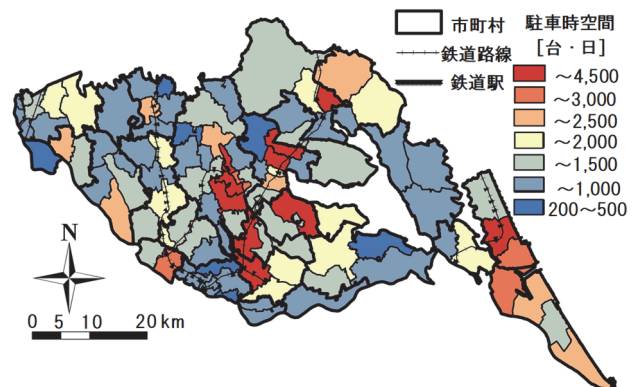 市町村
鉄道路線
鉄道駅
駐車時空間
[台・日]
～4,500
～3,000
～2,500
～2,000
～1,500
～1,000
200～500
N
0 5 10 20 km